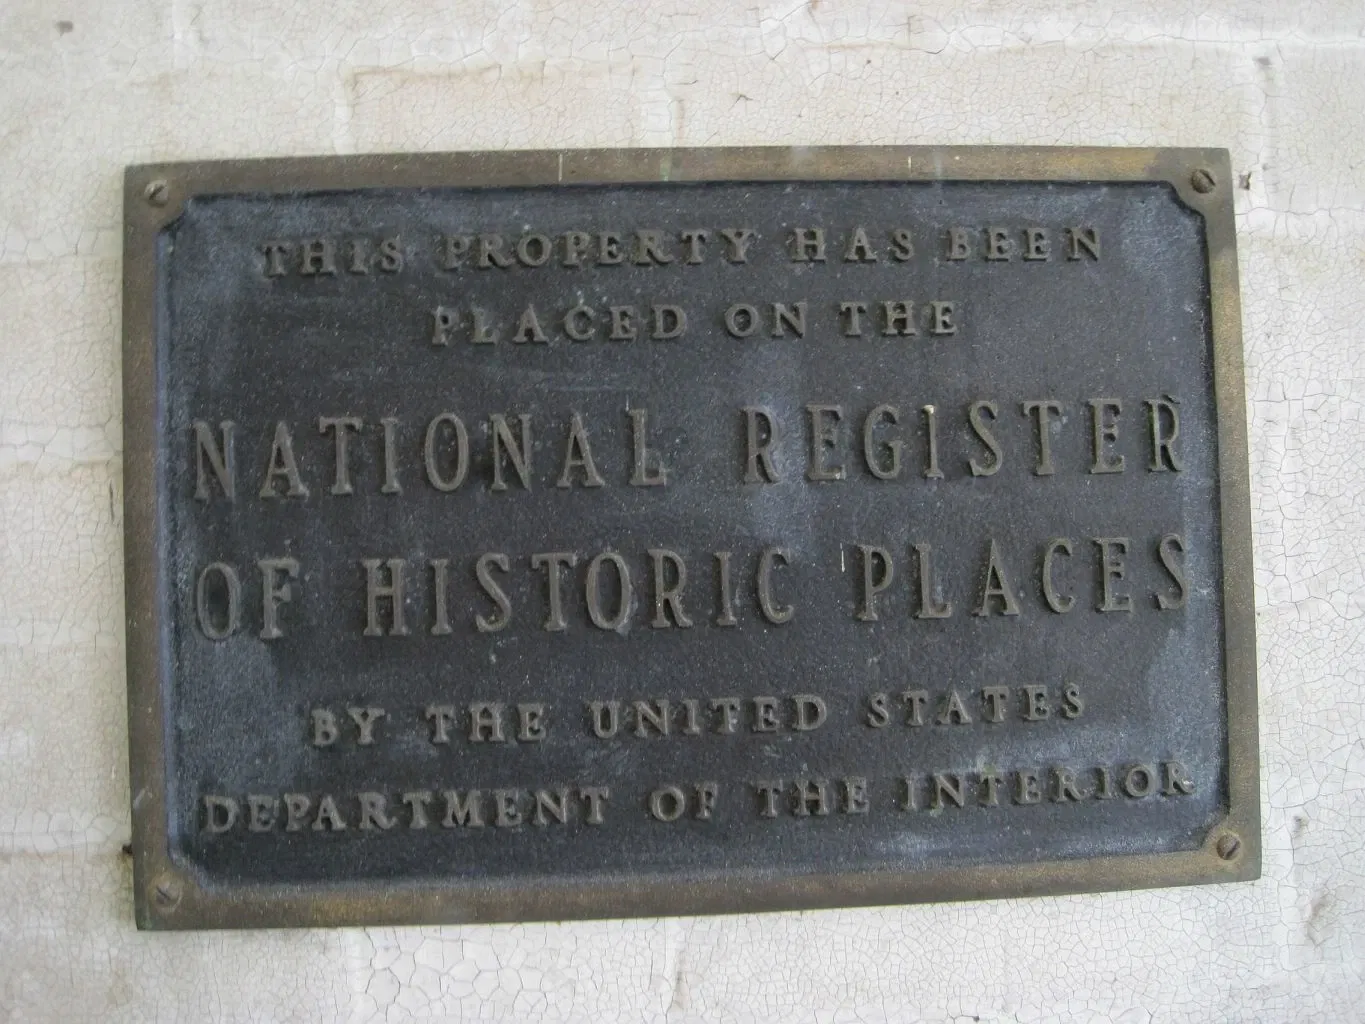 THIS PROPERTY HAS BEEN
PLACED ON THE
NATIONAL REGISTER
OF HISTORIC PLACES
BY THE UNITED STATES
DEPARTMENT OF THE INTERIOR